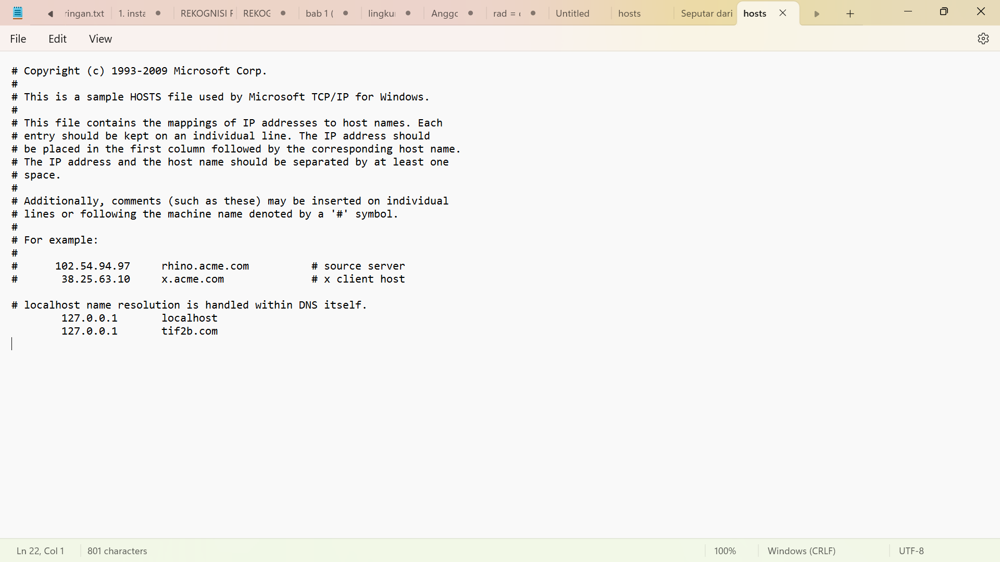 ringan.txt 1. insta REKOGNISI REKOG bab 1 ( lingku Anggo rad = Untitled hosts Seputar dari hosts
File Edit View
# Copyright (c) 1993-2009 Microsoft Corp.
#
# This is a sample HOSTS file used by Microsoft TCP/IP for Windows.
#
# This file contains the mappings of IP addresses to host names. Each
# entry should be kept on an individual line. The IP address should
# be placed in the first column followed by the corresponding host name.
# The IP address and the host name should be separated by at least one
# space.
#
# Additionally, comments (such as these) may be inserted on individual
# lines or following the machine name denoted by a '#' symbol.
#
# For example:
#
#      102.54.94.97     rhino.acme.com          # source server
#       38.25.63.10     x.acme.com              # x client host
# localhost name resolution is handled within DNS itself.
        127.0.0.1       localhost
        127.0.0.1       tif2b.com
Ln 22, Col 1 801 characters 100% Windows (CRLF) UTF-8